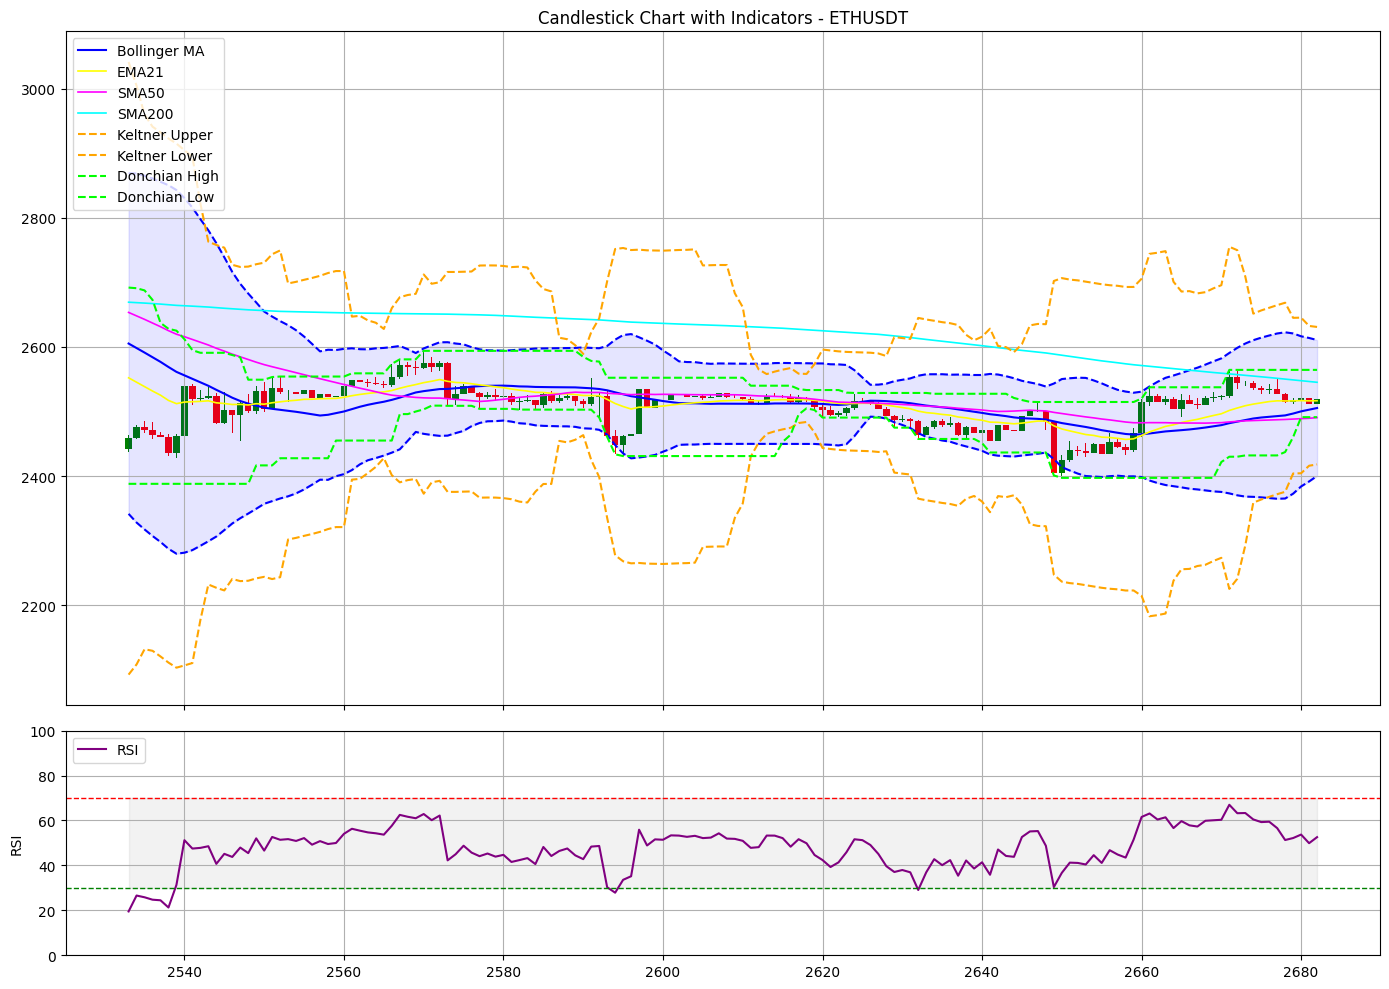 Candlestick Chart with Indicators - ETHUSDT
Bollinger MA
EMA21
SMA50
SMA200
Keltner Upper
Keltner Lower
Donchian High
Donchian Low
3000
2800
2600
2400
2200
RSI
100
80
60
40
20
0
RSI
2540
2560
2580
2600
2620
2640
2660
2680